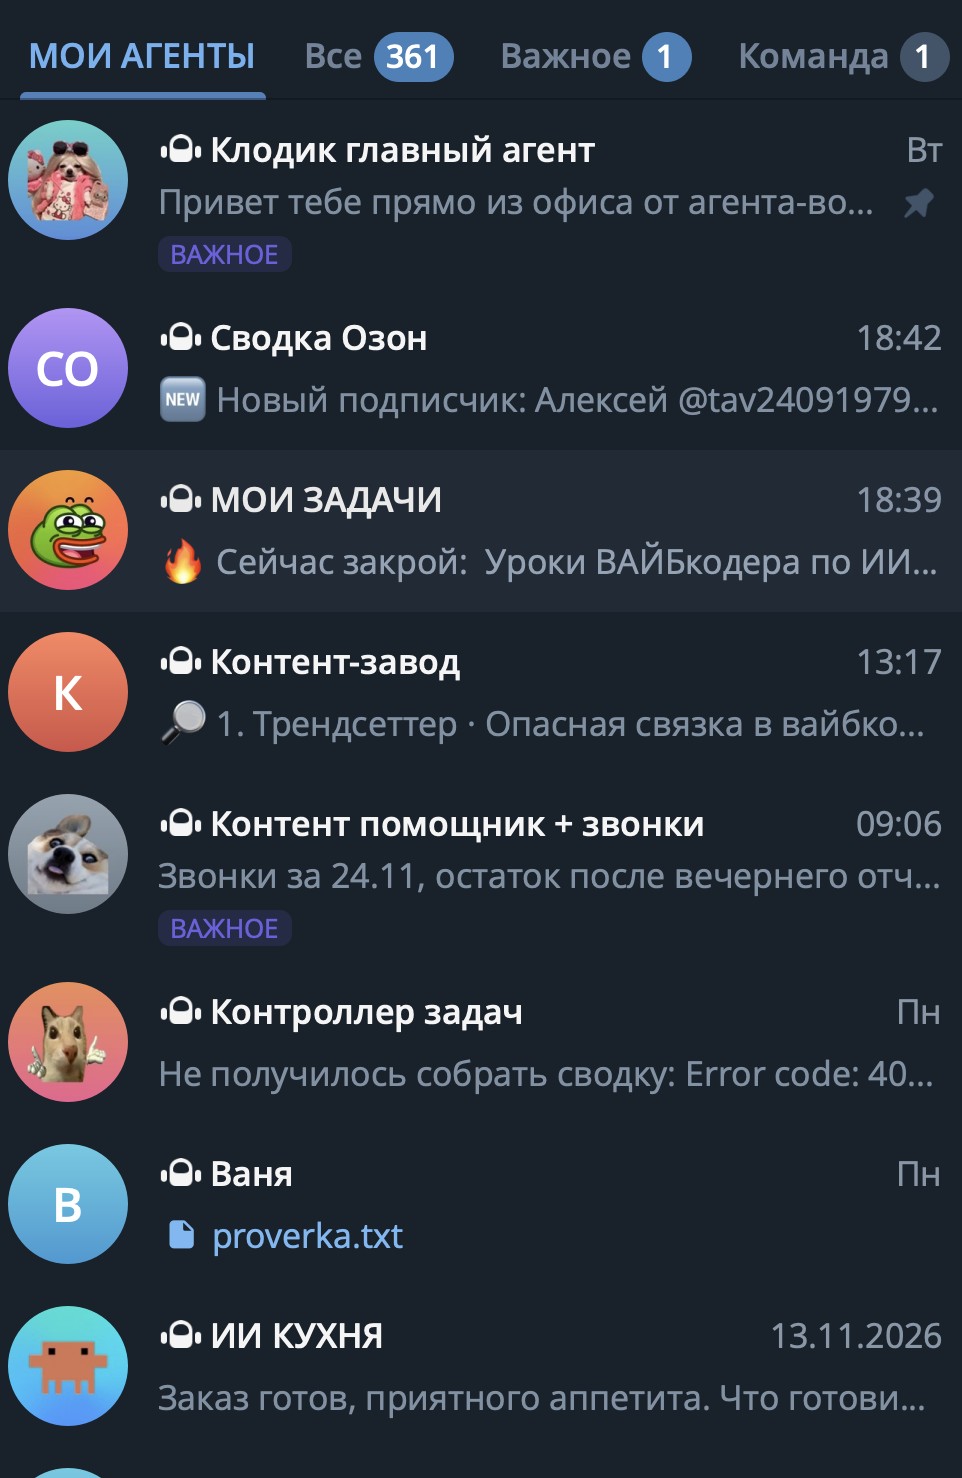 МОИ АГЕНТЫ Все 361 Важное 1 Команда 1
Клодик главный агент Вт
Привет тебе прямо из офиса от агента-во...
ВАЖНОЕ
СО Сводка Озон 18:42
NEW Новый подписчик: Алексей @tav24091979...
МОИ ЗАДАЧИ 18:39
Сейчас закрой: Уроки ВАЙБкодера по ИИ...
К Контент-завод 13:17
1. Трендсеттер · Опасная связка в вайбко...
Контент помощник + звонки 09:06
Звонки за 24.11, остаток после вечернего отч...
ВАЖНОЕ
Контроллер задач Пн
Не получилось собрать сводку: Error code: 40...
В Ваня Пн
proverka.txt
ИИ КУХНЯ 13.11.2026
Заказ готов, приятного аппетита. Что готови...